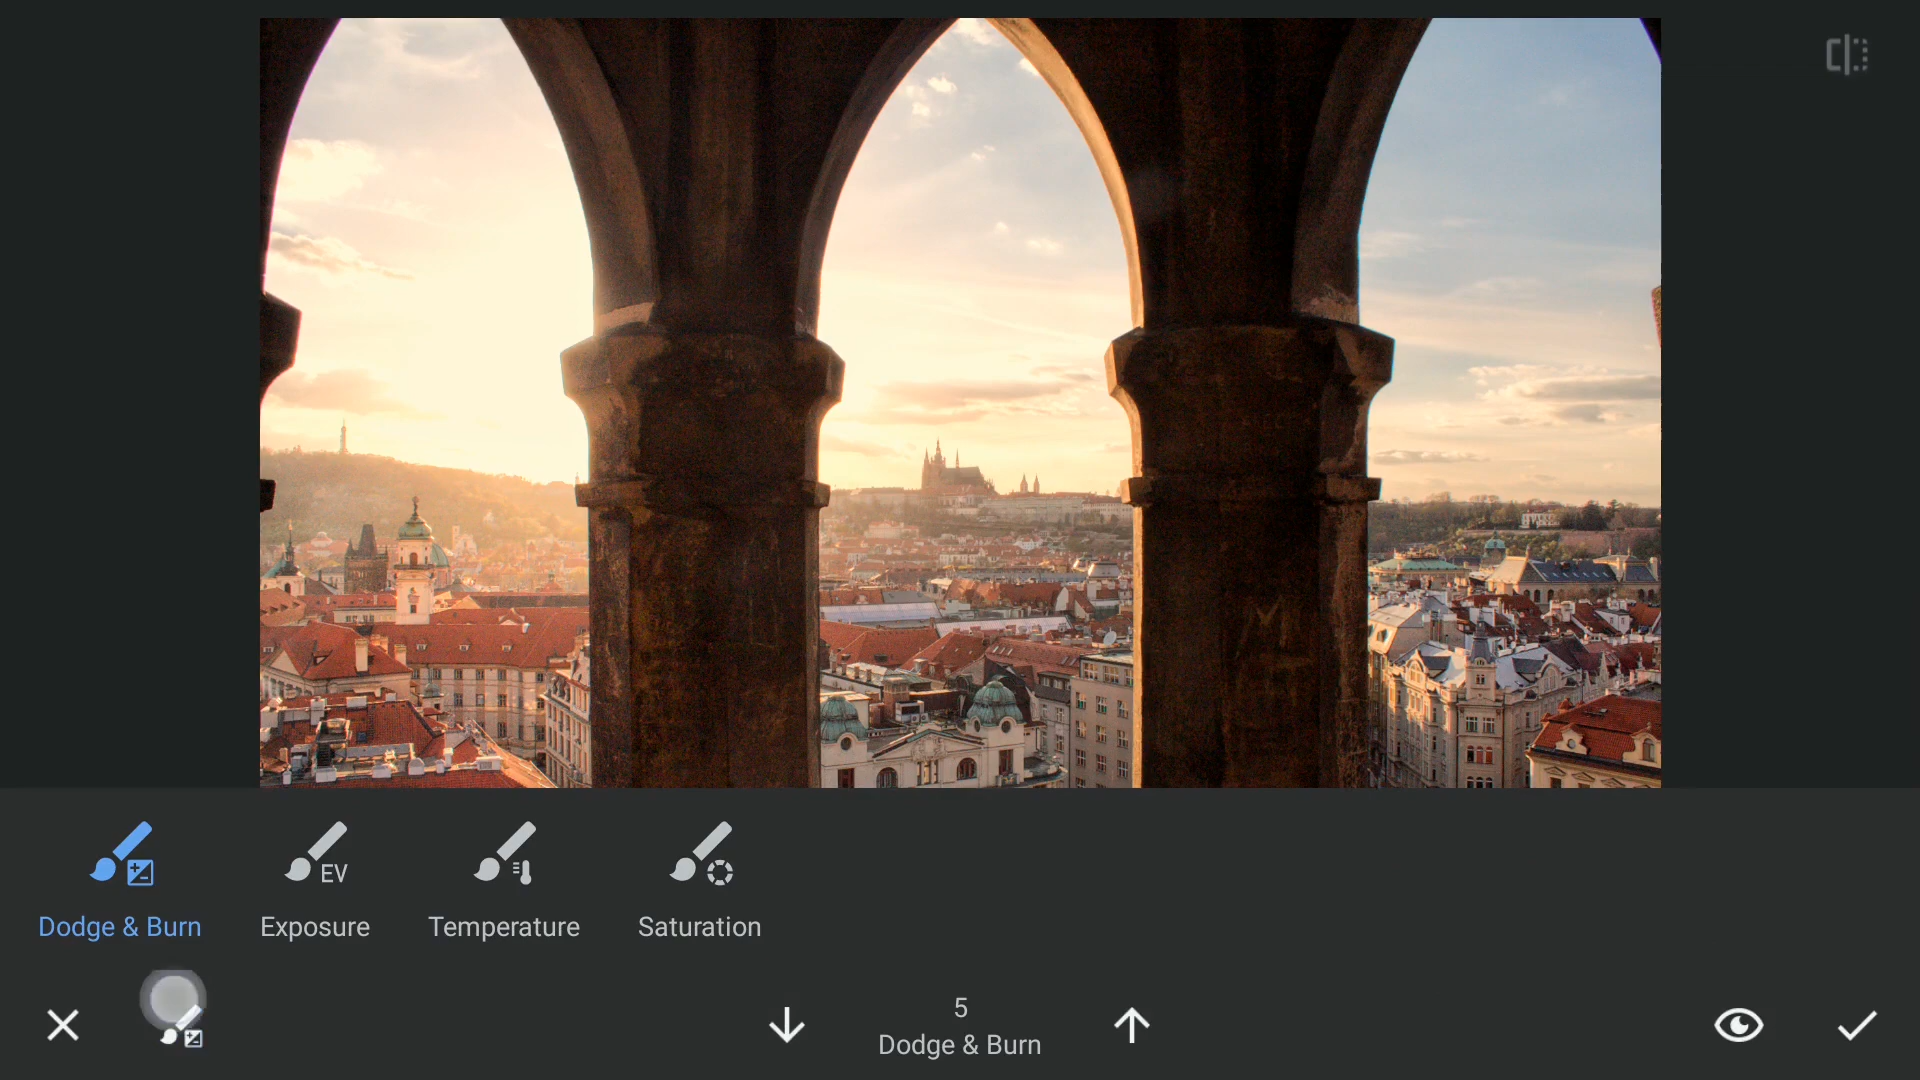 EV
Dodge & Burn
Exposure
Temperature
Saturation
5
Dodge & Burn